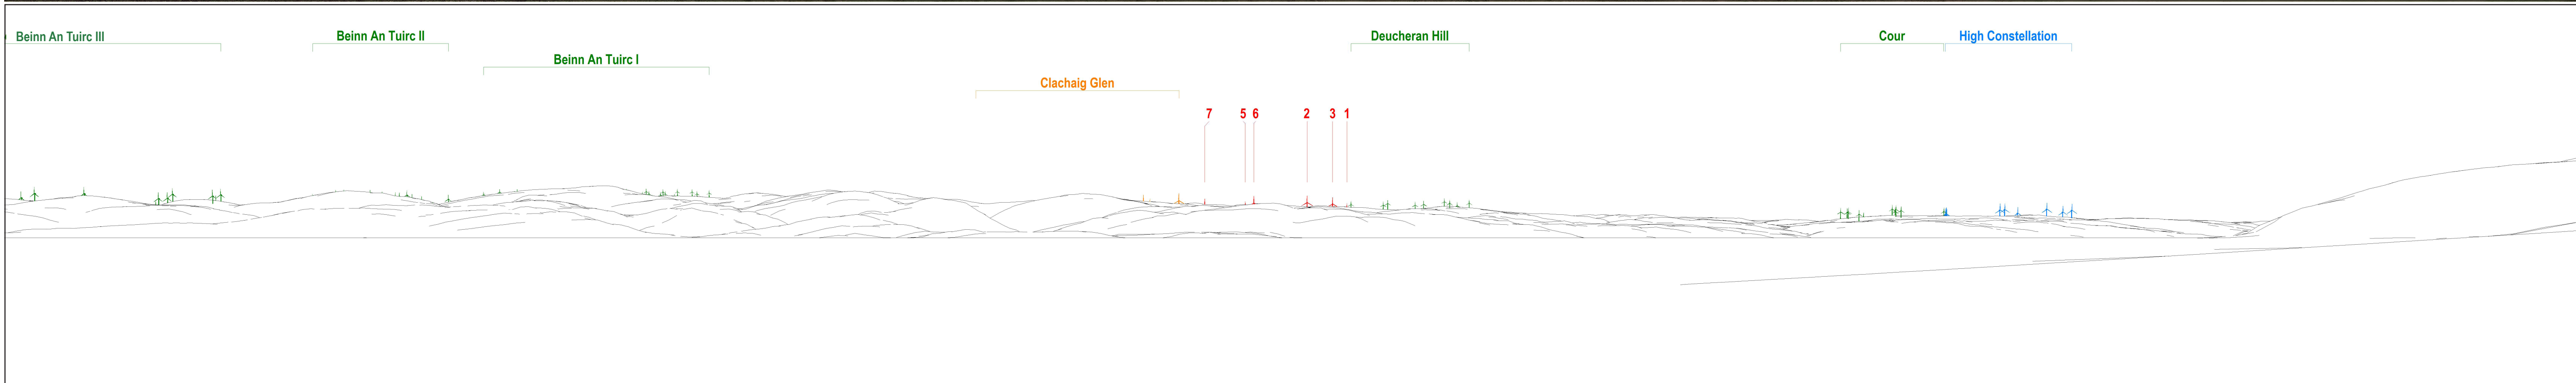 Beinn An Tuirc III
Beinn An Tuirc II
Deucheran Hill
Cour
High Constellation
Beinn An Tuirc I
Clachaig Glen
7 5 6 2 3 1